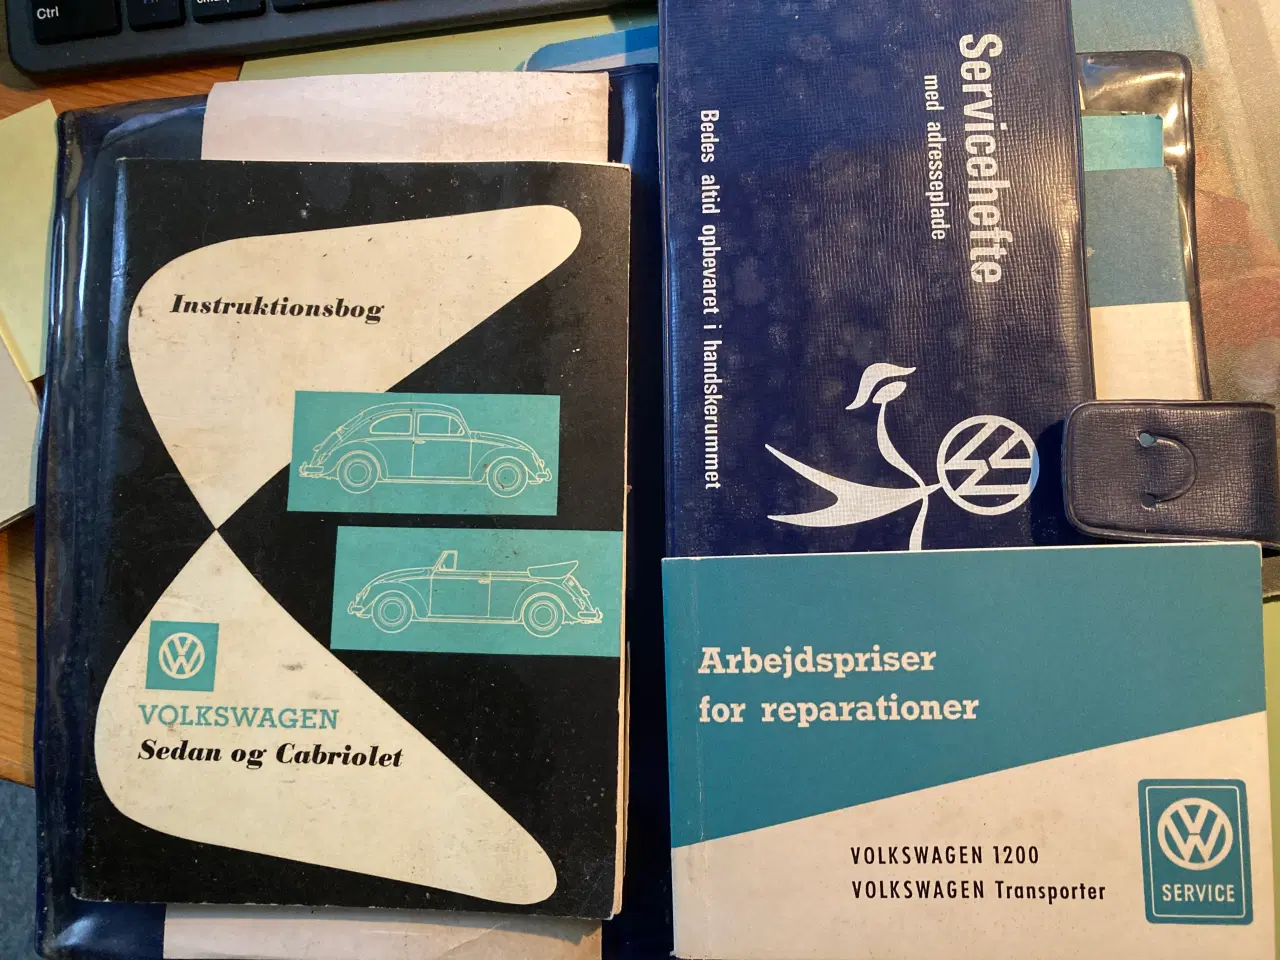 Ctrl
Instruktionsbog
VOLKSWAGEN
Sedan og Cabriolet
Servicehefte
med adresseplade
Bedes altid opbevaret i handskerummet
Arbejdspriser
for reparationer
VOLKSWAGEN 1200
VOLKSWAGEN Transporter
SERVICE